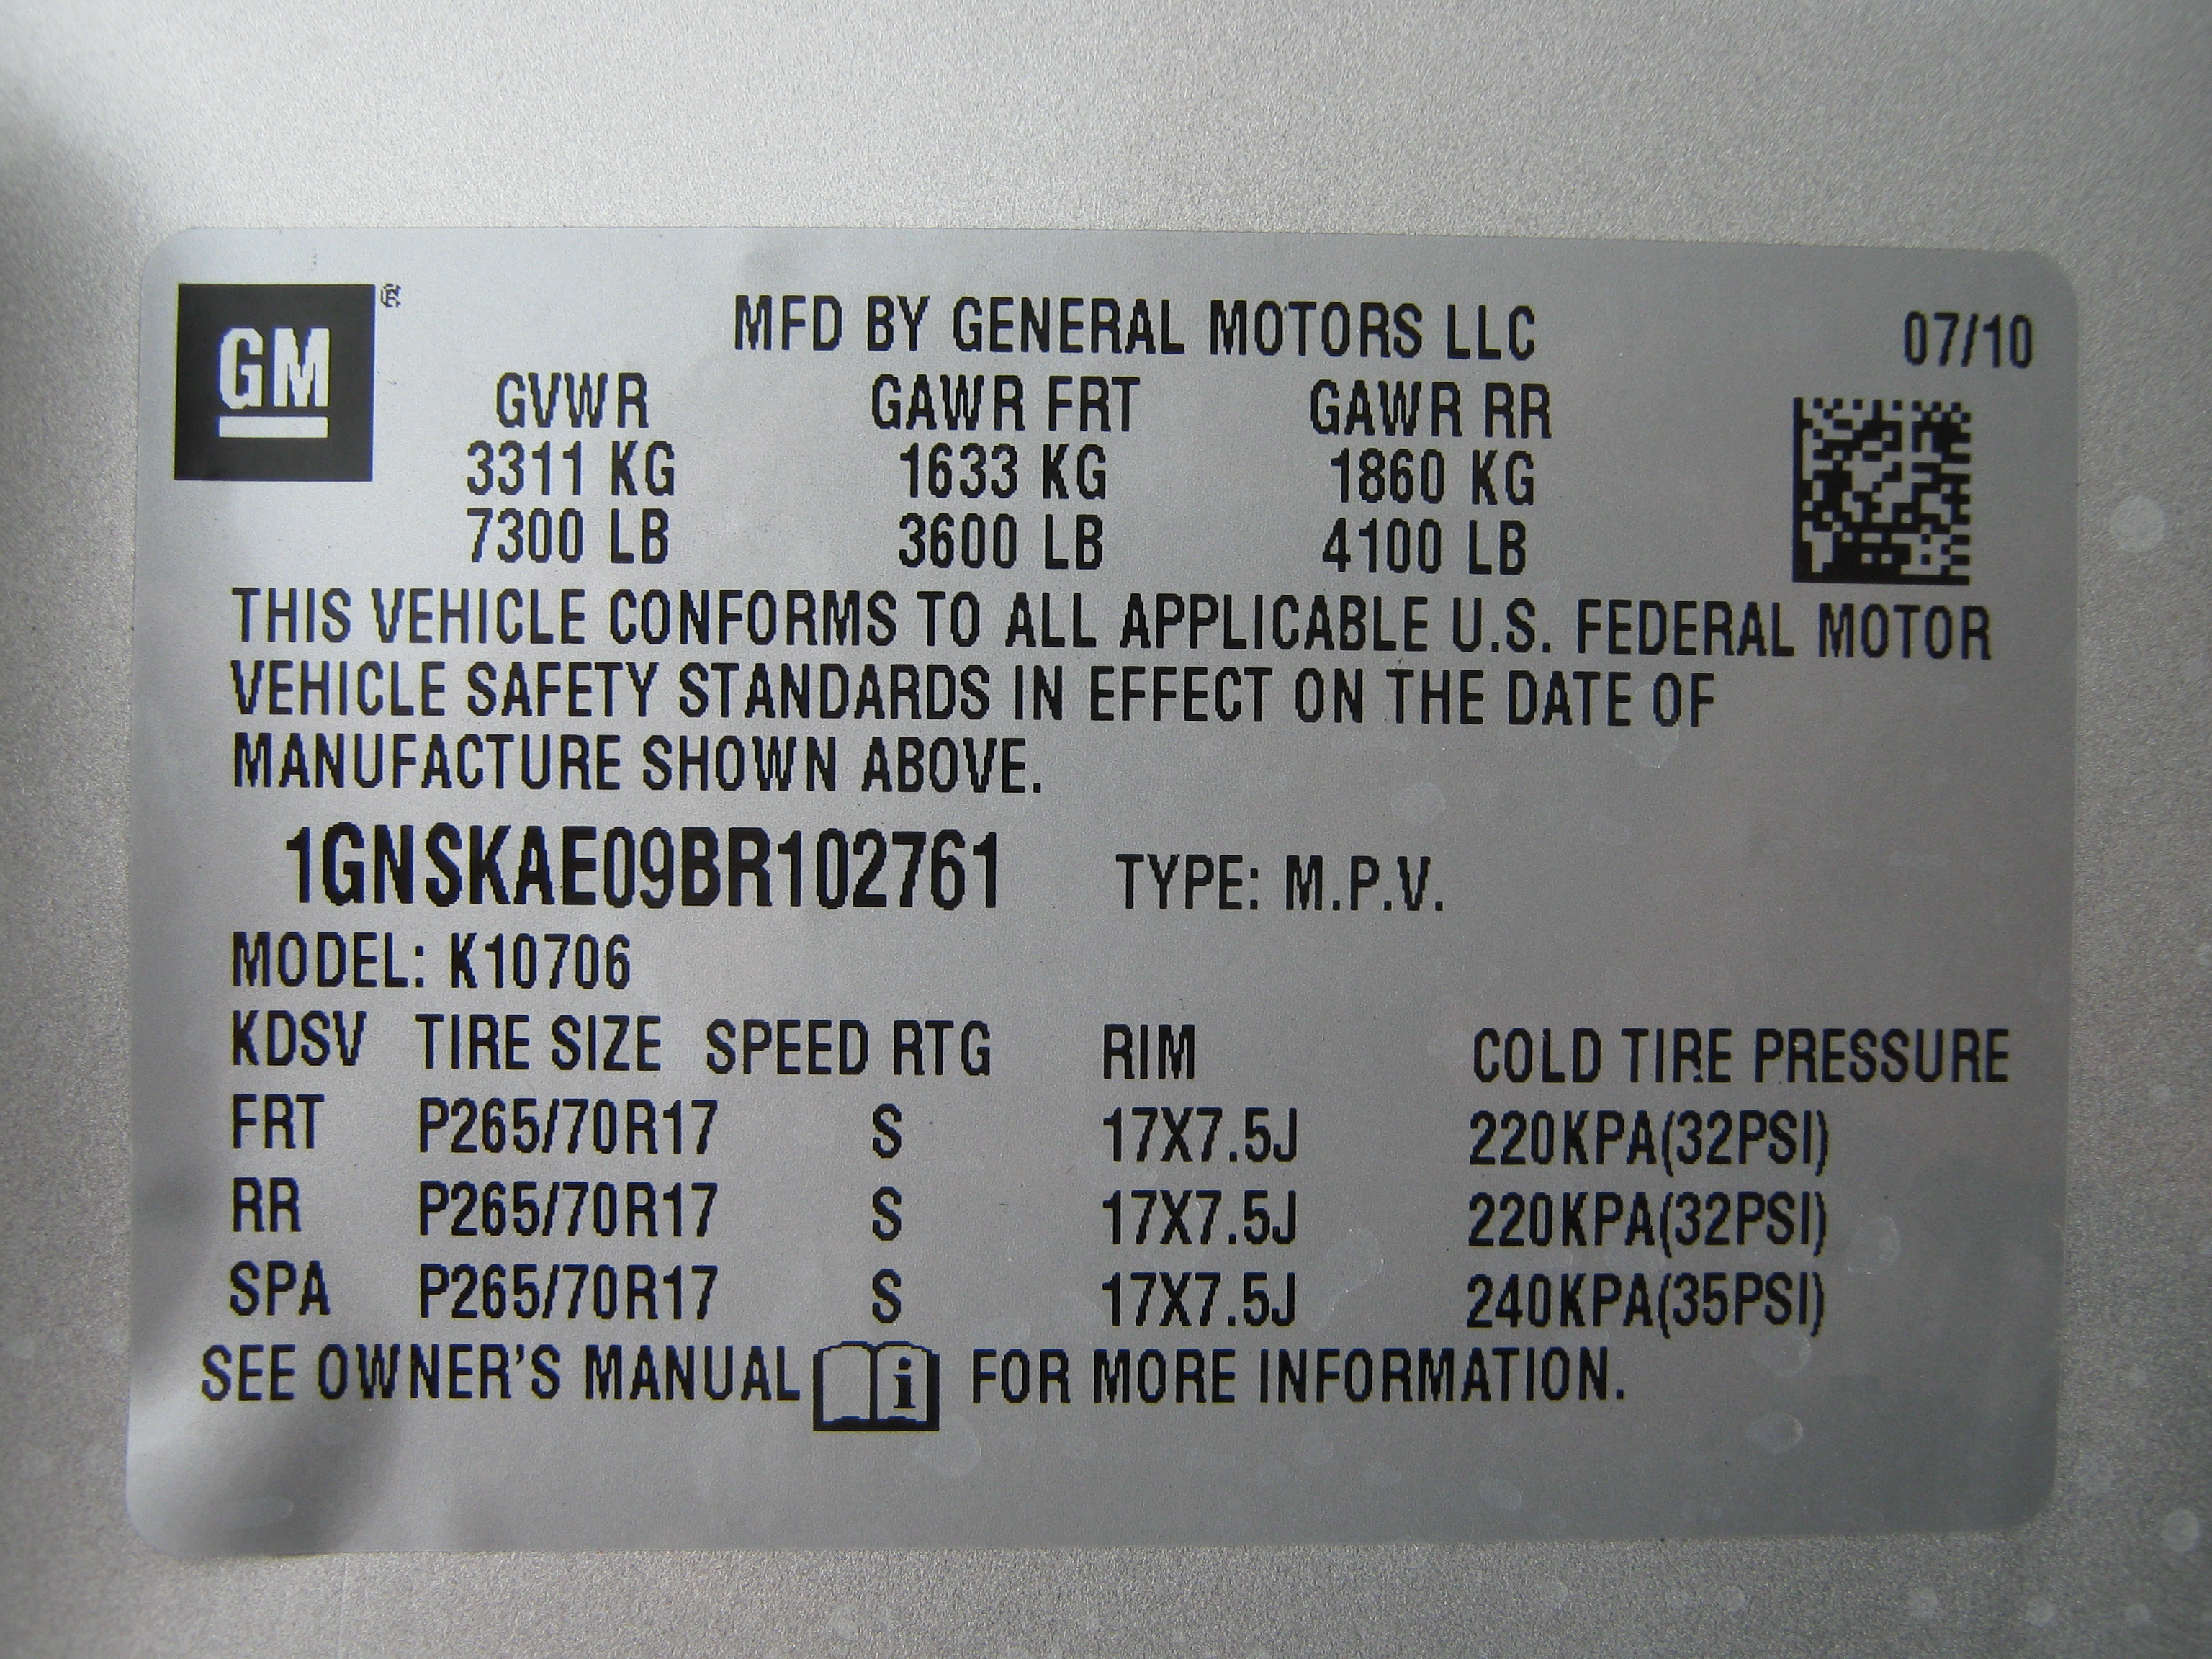 GM ®
MFD BY GENERAL MOTORS LLC 07/10
GVWR GAWR FRT GAWR RR
3311 KG 1633 KG 1860 KG
7300 LB 3600 LB 4100 LB
THIS VEHICLE CONFORMS TO ALL APPLICABLE U.S. FEDERAL MOTOR
VEHICLE SAFETY STANDARDS IN EFFECT ON THE DATE OF
MANUFACTURE SHOWN ABOVE.
1GNSKAE09BR102761 TYPE: M.P.V.
MODEL: K10706
KDSV TIRE SIZE SPEED RTG RIM COLD TIRE PRESSURE
FRT P265/70R17 S 17X7.5J 220KPA(32PSI)
RR P265/70R17 S 17X7.5J 220KPA(32PSI)
SPA P265/70R17 S 17X7.5J 240KPA(35PSI)
SEE OWNER'S MANUAL i FOR MORE INFORMATION.